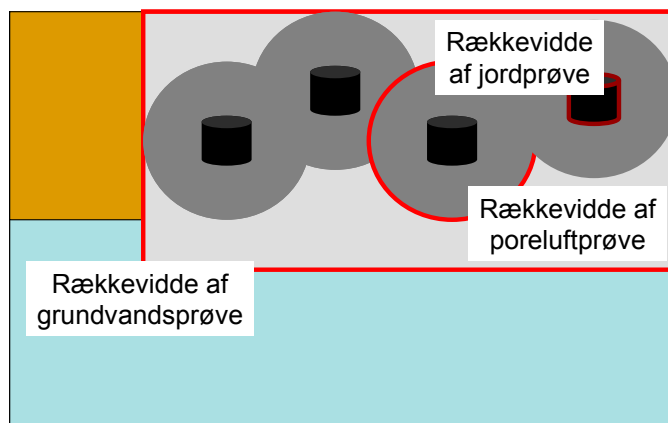 Rækkevidde
af jordprøve
Rækkevidde af
poreluftprøve
Rækkevidde af
grundvandsprøve